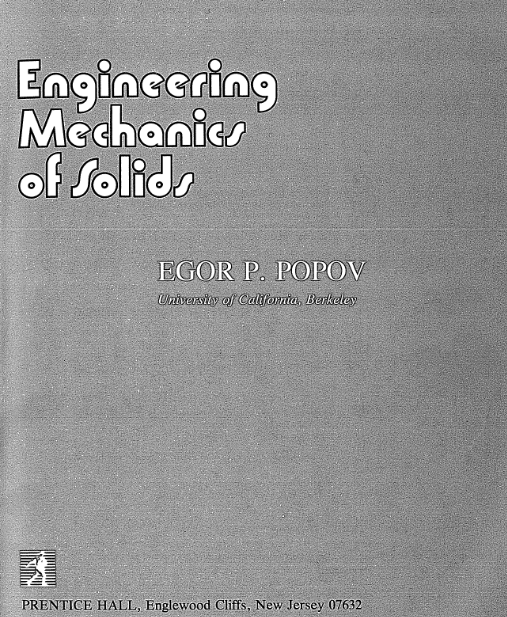 Engineering
Mechanics
of Solids
EGOR P. POPOV
University of California, Berkeley
PRENTICE HALL, Englewood Cliffs, New Jersey 07632